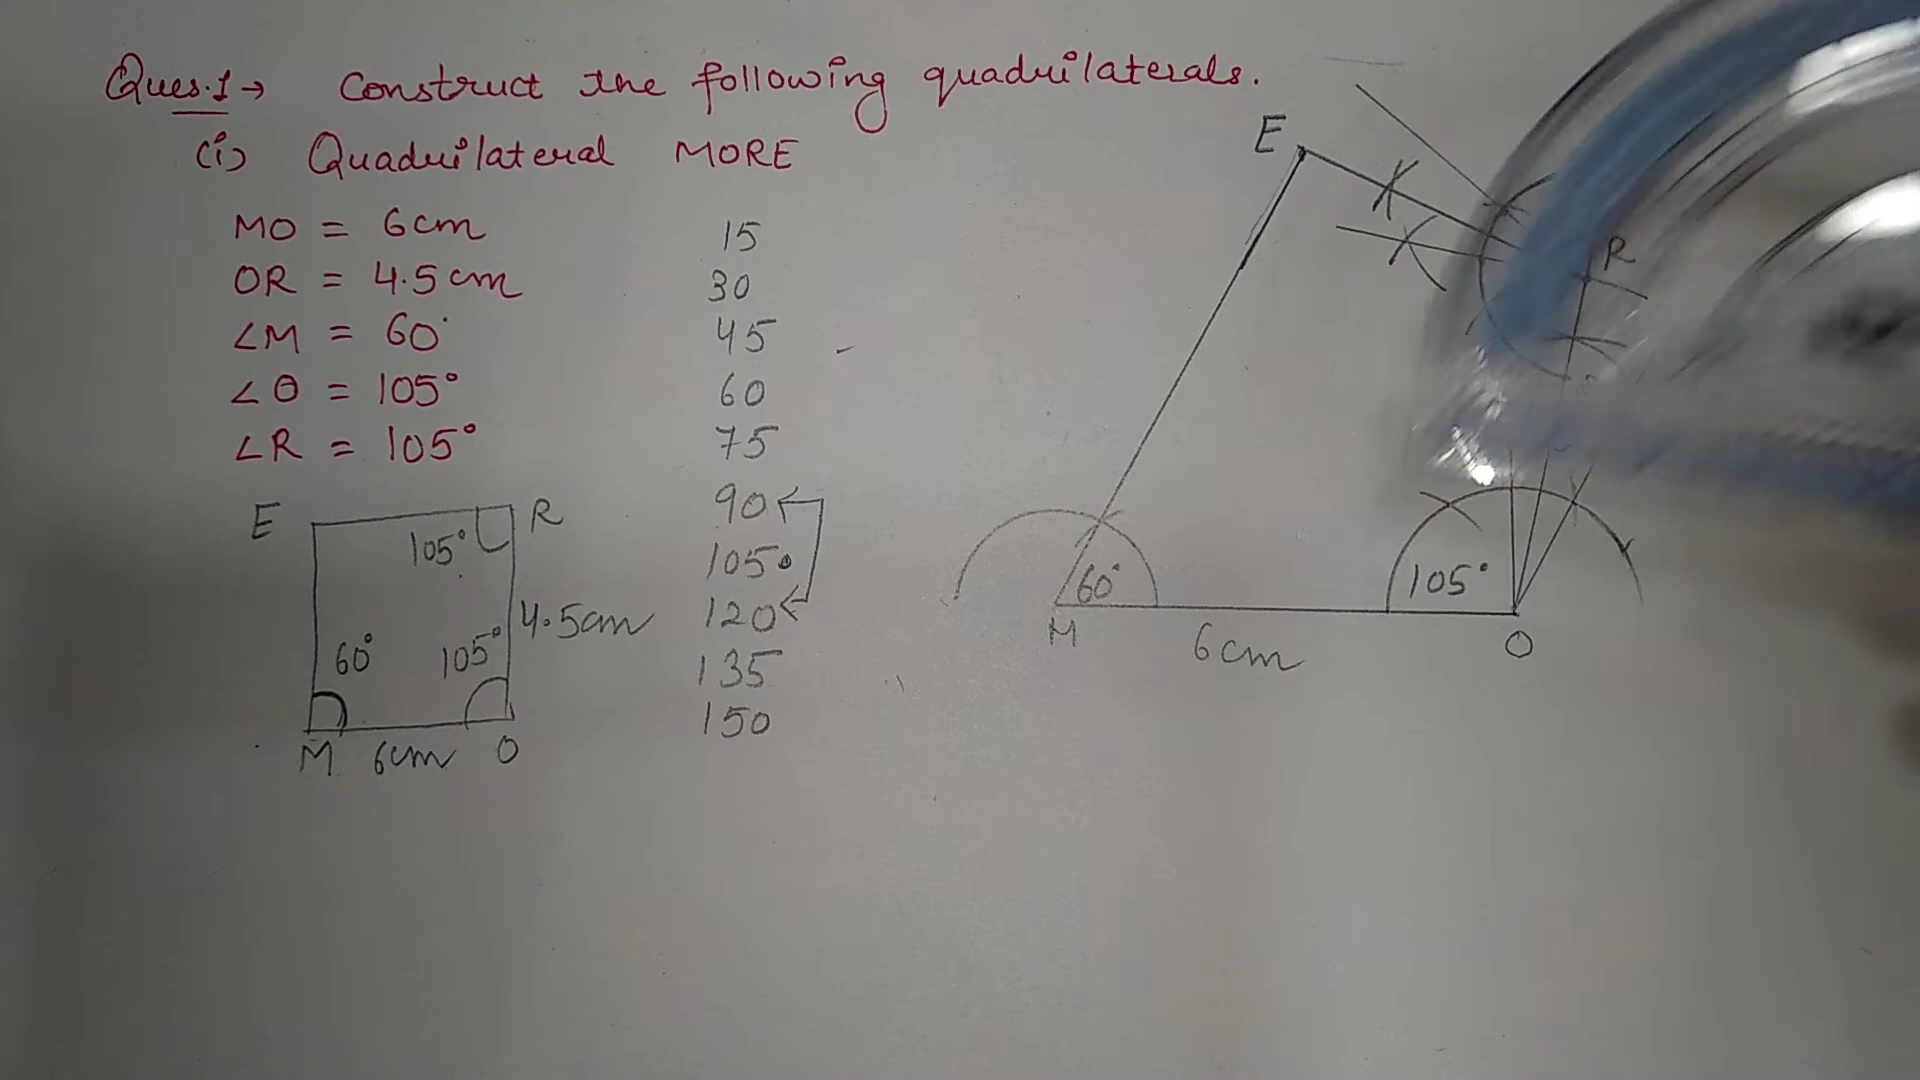 Ques.1→ Construct the following quadrilaterals.
(i) Quadrilateral MORE
MO = 6cm
OR = 4.5cm
∠M = 60°
∠O = 105°
∠R = 105°
15
30
45
60
75
90
105
120
135
150
E R
105°
4.5cm
60° 105°
M 6cm O
E
R
60° 105°
M 6cm O